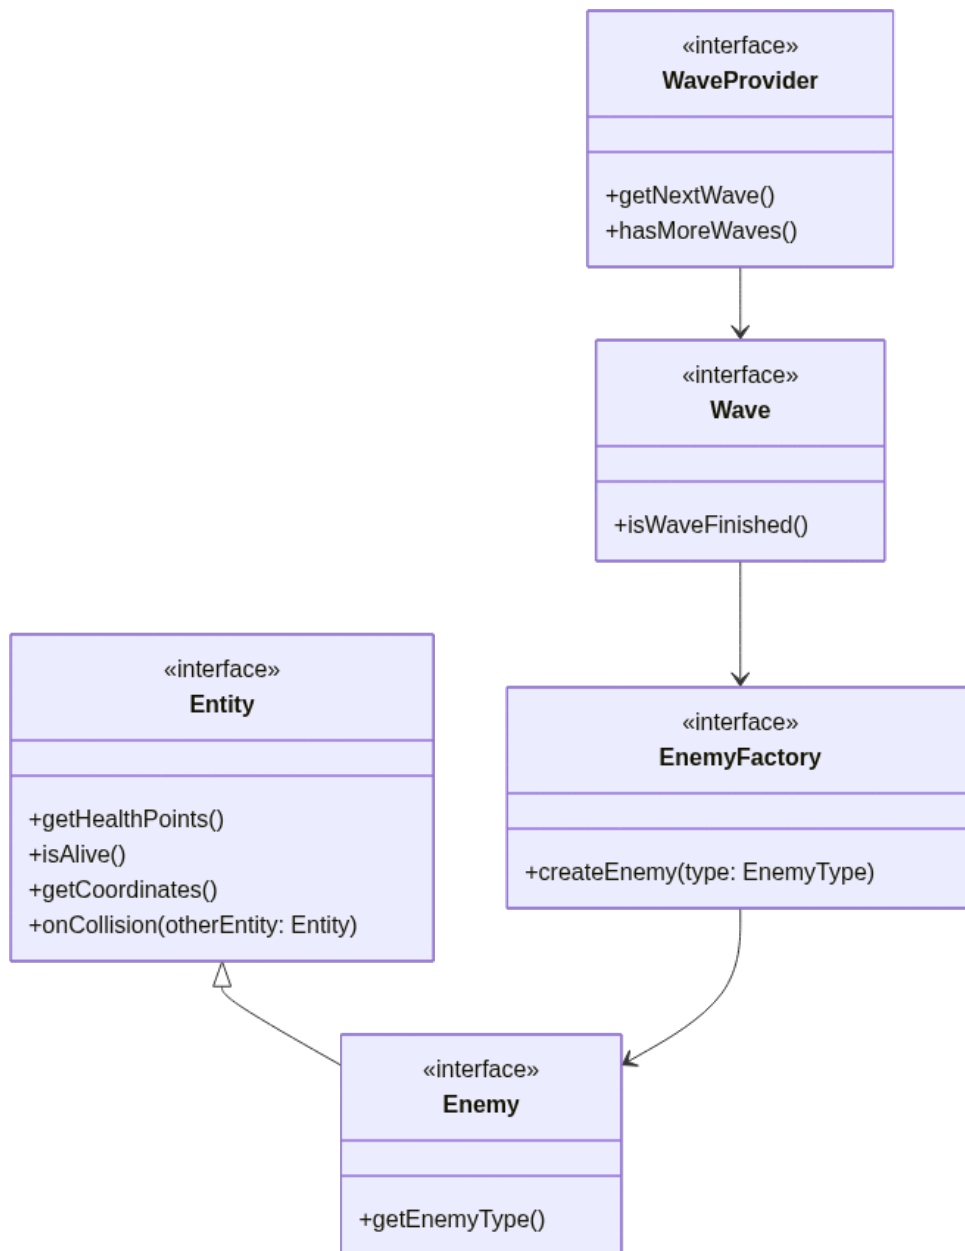 «interface»
WaveProvider
+getNextWave()
+hasMoreWaves()
«interface»
Wave
+isWaveFinished()
«interface»
Entity
+getHealthPoints()
+isAlive()
+getCoordinates()
+onCollision(otherEntity: Entity)
«interface»
EnemyFactory
+createEnemy(type: EnemyType)
«interface»
Enemy
+getEnemyType()